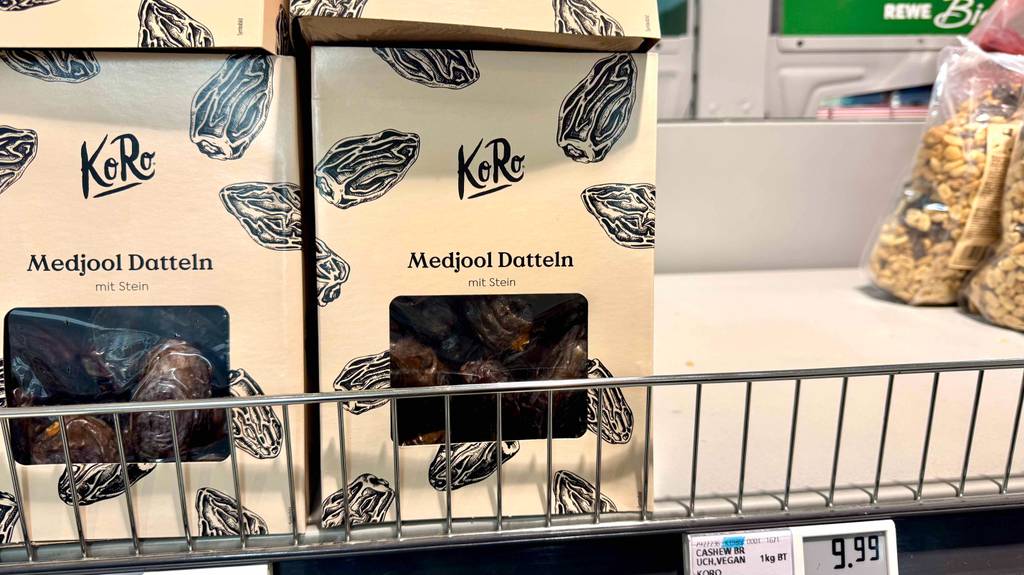 REWE Bio
KoRo
Medjool Datteln
mit Stein
KoRo
Medjool Datteln
mit Stein
CASHEW BR
UCH,VEGAN 1kg BT
KORO
9.99